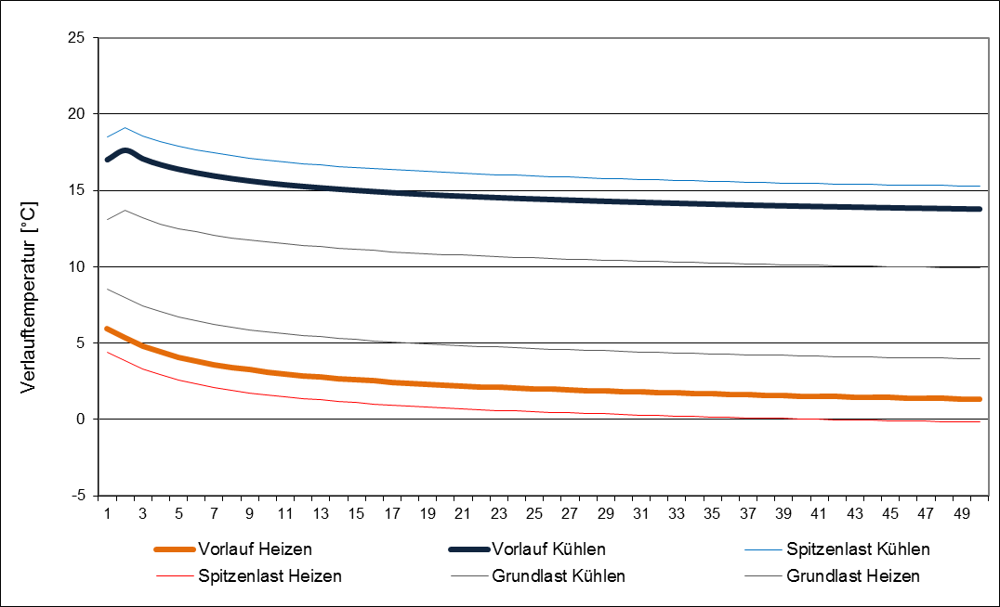 25
20
15
10
5
0
-5
Verlauftemperatur [°C]
1 3 5 7 9 11 13 15 17 19 21 23 25 27 29 31 33 35 37 39 41 43 45 47 49
Vorlauf Heizen Vorlauf Kühlen Spitzenlast Kühlen
Spitzenlast Heizen Grundlast Kühlen Grundlast Heizen